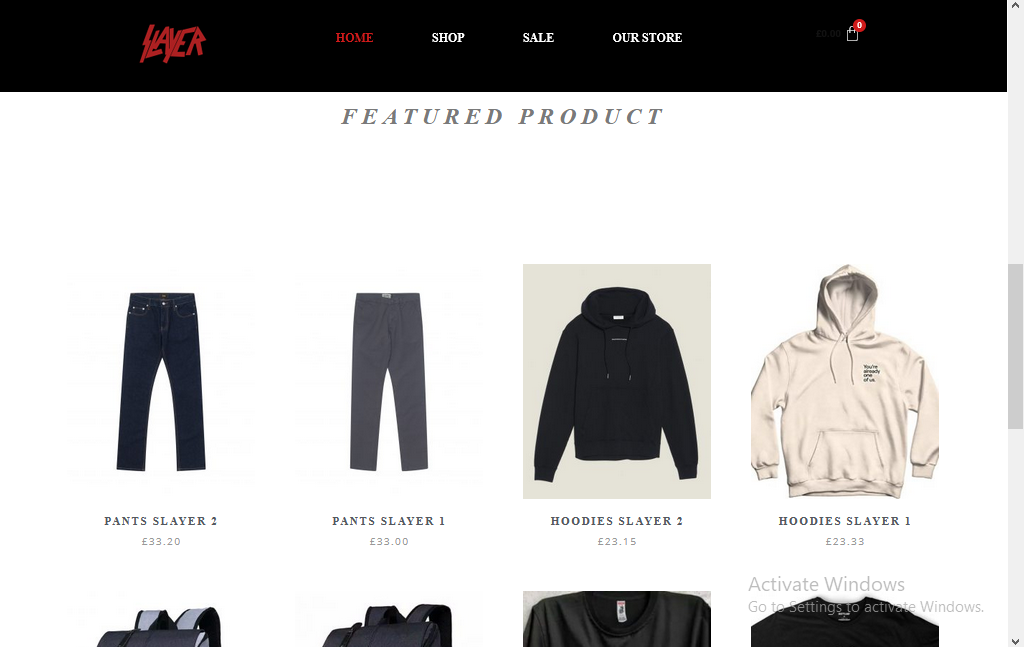 SLAYER
HOME SHOP SALE OUR STORE £0.00 0
FEATURED PRODUCT
You're
already
one
of us.
PANTS SLAYER 2 PANTS SLAYER 1 HOODIES SLAYER 2 HOODIES SLAYER 1
£33.20 £33.00 £23.15 £23.33
Activate Windows
Go to Settings to activate Windows.